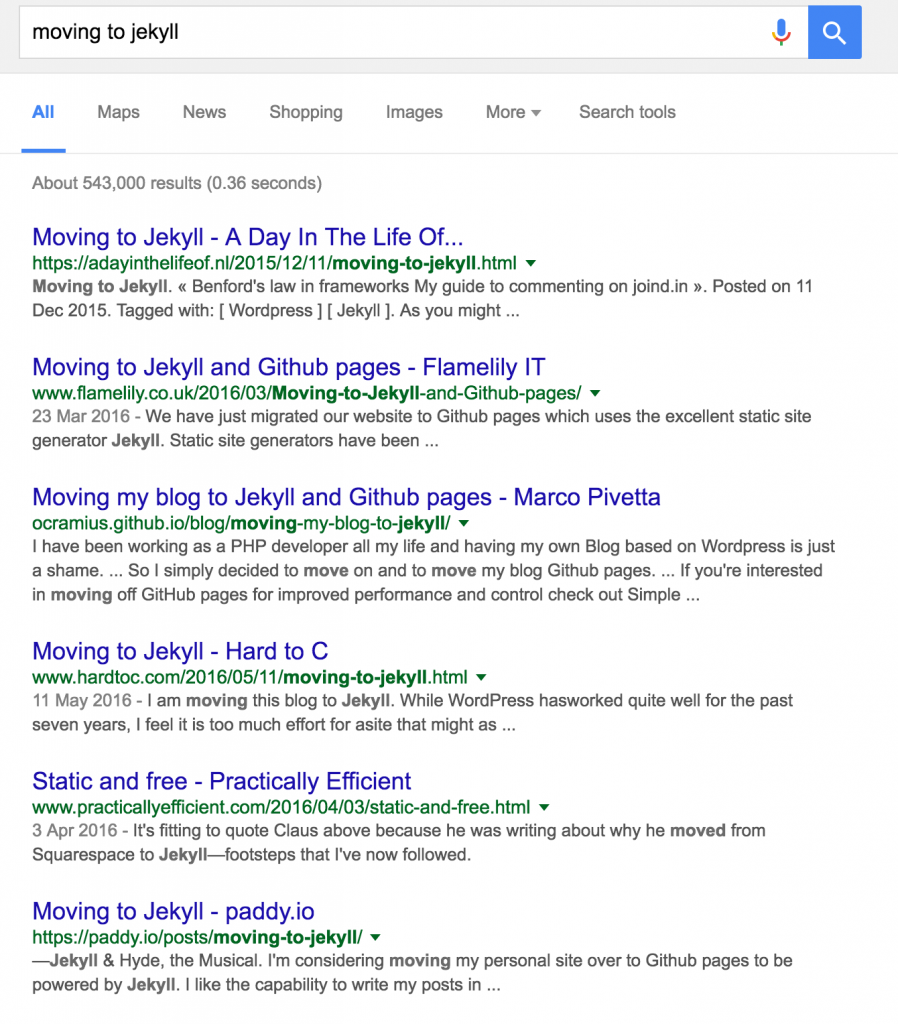 moving to jekyll
All Maps News Shopping Images More Search tools
About 543,000 results (0.36 seconds)
Moving to Jekyll - A Day In The Life Of...
https://adayinthelifeof.nl/2015/12/11/moving-to-jekyll.html
Moving to Jekyll. « Benford's law in frameworks My guide to commenting on joind.in ». Posted on 11
Dec 2015. Tagged with: [ Wordpress ] [ Jekyll ]. As you might ...
Moving to Jekyll and Github pages - Flamelily IT
www.flamelily.co.uk/2016/03/Moving-to-Jekyll-and-Github-pages/
23 Mar 2016 - We have just migrated our website to Github pages which uses the excellent static site
generator Jekyll. Static site generators have been ...
Moving my blog to Jekyll and Github pages - Marco Pivetta
ocramius.github.io/blog/moving-my-blog-to-jekyll/
I have been working as a PHP developer all my life and having my own Blog based on Wordpress is just
a shame. ... So I simply decided to move on and to move my blog Github pages. ... If you're interested
in moving off GitHub pages for improved performance and control check out Simple ...
Moving to Jekyll - Hard to C
www.hardtoc.com/2016/05/11/moving-to-jekyll.html
11 May 2016 - I am moving this blog to Jekyll. While WordPress hasworked quite well for the past
seven years, I feel it is too much effort for asite that might as ...
Static and free - Practically Efficient
www.practicallyefficient.com/2016/04/03/static-and-free.html
3 Apr 2016 - It's fitting to quote Claus above because he was writing about why he moved from
Squarespace to Jekyll—footsteps that I've now followed.
Moving to Jekyll - paddy.io
https://paddy.io/posts/moving-to-jekyll/
—Jekyll & Hyde, the Musical. I'm considering moving my personal site over to Github pages to be
powered by Jekyll. I like the capability to write my posts in ...